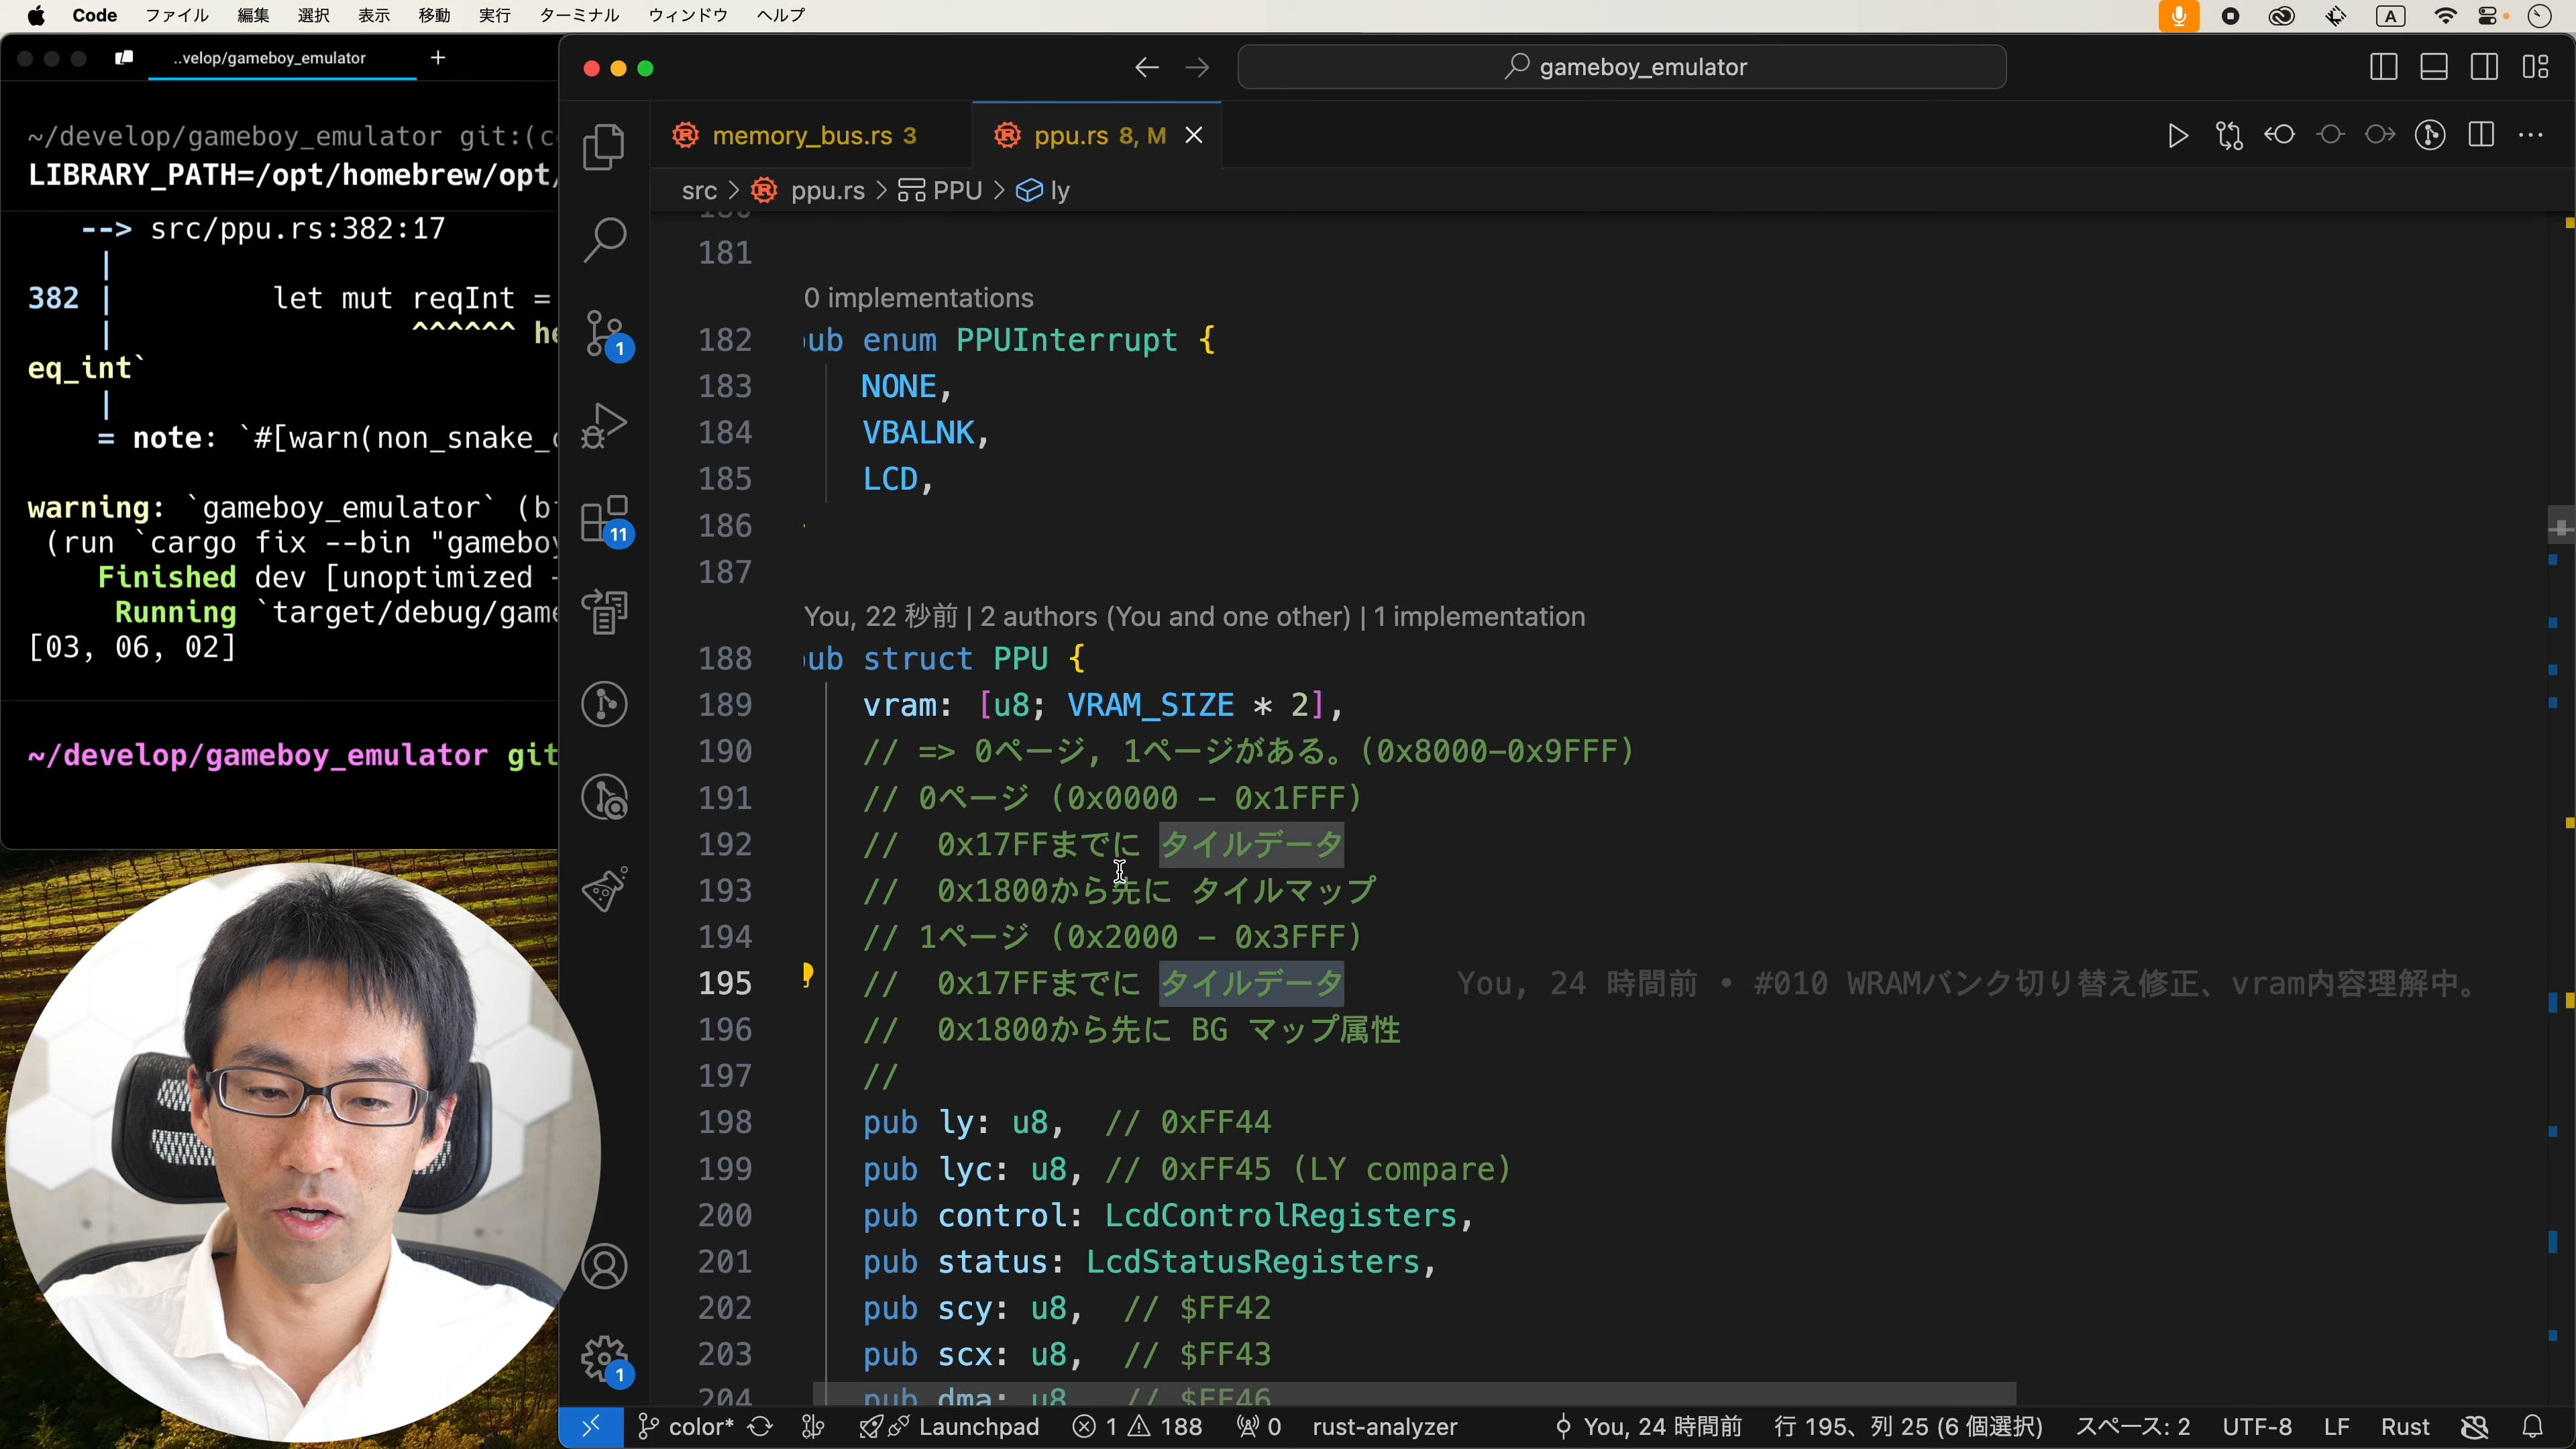 Code ファイル 編集 選択 表示 移動 実行 ターミナル ウィンドウ ヘルプ A
..velop/gameboy_emulator +
~/develop/gameboy_emulator git:(c
LIBRARY_PATH=/opt/homebrew/opt/
--> src/ppu.rs:382:17
|
382 | let mut reqInt =
| ^^^^^^ he
eq_int`
|
= note: `#[warn(non_snake_c
warning: `gameboy_emulator` (b
(run `cargo fix --bin "gameboy
Finished dev [unoptimized
Running `target/debug/game
[03, 06, 02]
~/develop/gameboy_emulator git
gameboy_emulator
memory_bus.rs 3
ppu.rs 8, M
src > ppu.rs > PPU > ly
1
11
1
180
181
0 implementations
182 ub enum PPUInterrupt {
183 NONE,
184 VBALNK,
185 LCD,
186
187
You, 22 秒前 | 2 authors (You and one other) | 1 implementation
188 ub struct PPU {
189 vram: [u8; VRAM_SIZE * 2],
190 // => 0ページ, 1ページがある。(0x8000-0x9FFF)
191 // 0ページ (0x0000 - 0x1FFF)
192 //  0x17FFまでに タイルデータ
193 //  0x1800から先に タイルマップ
194 // 1ページ (0x2000 - 0x3FFF)
195 //  0x17FFまでに タイルデータ You, 24 時間前 • #010 WRAMバンク切り替え修正、vram内容理解中。
196 //  0x1800から先に BG マップ属性
197 //
198 pub ly: u8,  // 0xFF44
199 pub lyc: u8, // 0xFF45 (LY compare)
200 pub control: LcdControlRegisters,
201 pub status: LcdStatusRegisters,
202 pub scy: u8,  // $FF42
203 pub scx: u8,  // $FF43
204 pub dma: u8  // $FF46
color* Launchpad 1 188 0 rust-analyzer You, 24 時間前 行 195、列 25 (6 個選択) スペース: 2 UTF-8 LF Rust